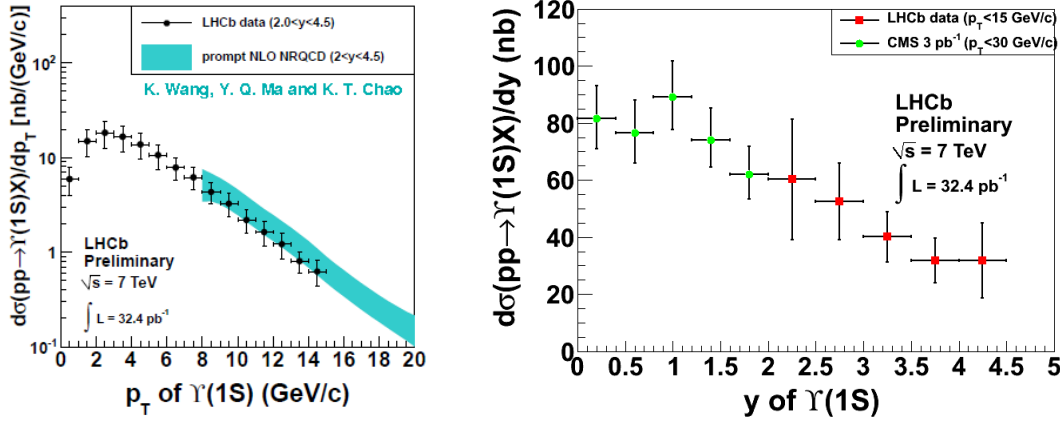 LHCb data (2.0<y<4.5)
prompt NLO NRQCD (2<y<4.5)
K. Wang, Y. Q. Ma and K. T. Chao
dσ(pp→ϒ(1S)X)/dp_T [nb/(GeV/c)]
10²
10
1
10⁻¹
LHCb
Preliminary
√s = 7 TeV
∫ L = 32.4 pb⁻¹
0 2 4 6 8 10 12 14 16 18 20
p_T of ϒ(1S) (GeV/c)
LHCb data (p_T<15 GeV/c)
CMS 3 pb⁻¹ (p_T<30 GeV/c)
dσ(pp→ϒ(1S)X)/dy (nb)
120
100
80
60
40
20
0
LHCb
Preliminary
√s = 7 TeV
∫ L = 32.4 pb⁻¹
0 0.5 1 1.5 2 2.5 3 3.5 4 4.5 5
y of ϒ(1S)